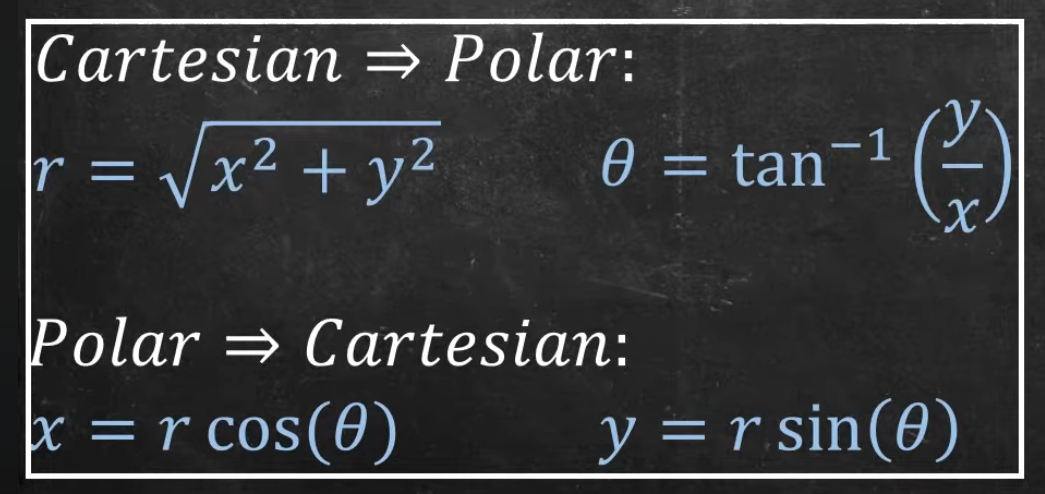 Cartesian ⇒ Polar:
r = √(x² + y²) θ = tan⁻¹(y/x)
Polar ⇒ Cartesian:
x = r cos(θ) y = r sin(θ)